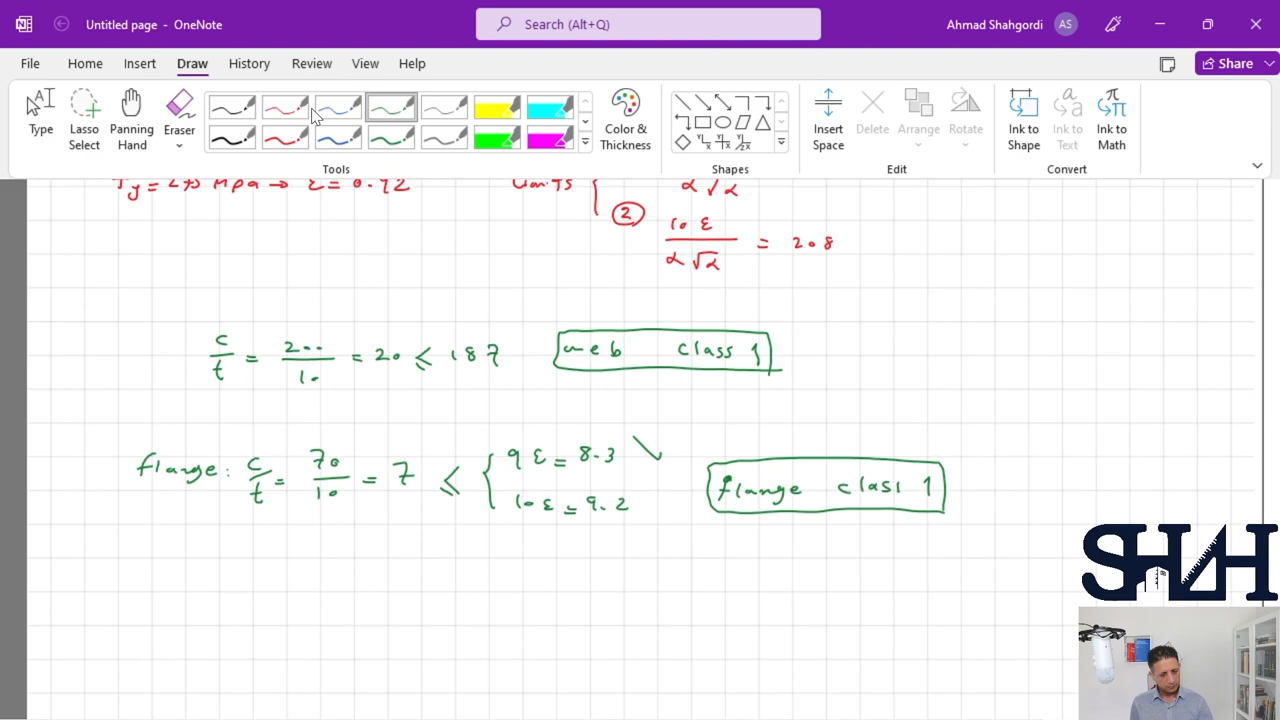 Untitled page - OneNote
Search (Alt+Q)
Ahmad Shahgordi
AS
File Home Insert Draw History Review View Help
Share
Type
Lasso Select
Panning Hand
Eraser
Color & Thickness
Insert Space
Delete
Arrange
Rotate
Ink to Shape
Ink to Text
Ink to Math
Tools
Shapes
Edit
Convert
MPa → ε = 0.92
α√α
② 10 ε / α√α = 20.8
c/t = 200/10 = 20 ≤ 187
web class 1
flange: c/t = 70/10 = 7 ≤ { 9 ε = 8.3
10 ε = 9.2
flange class 1
SHAH